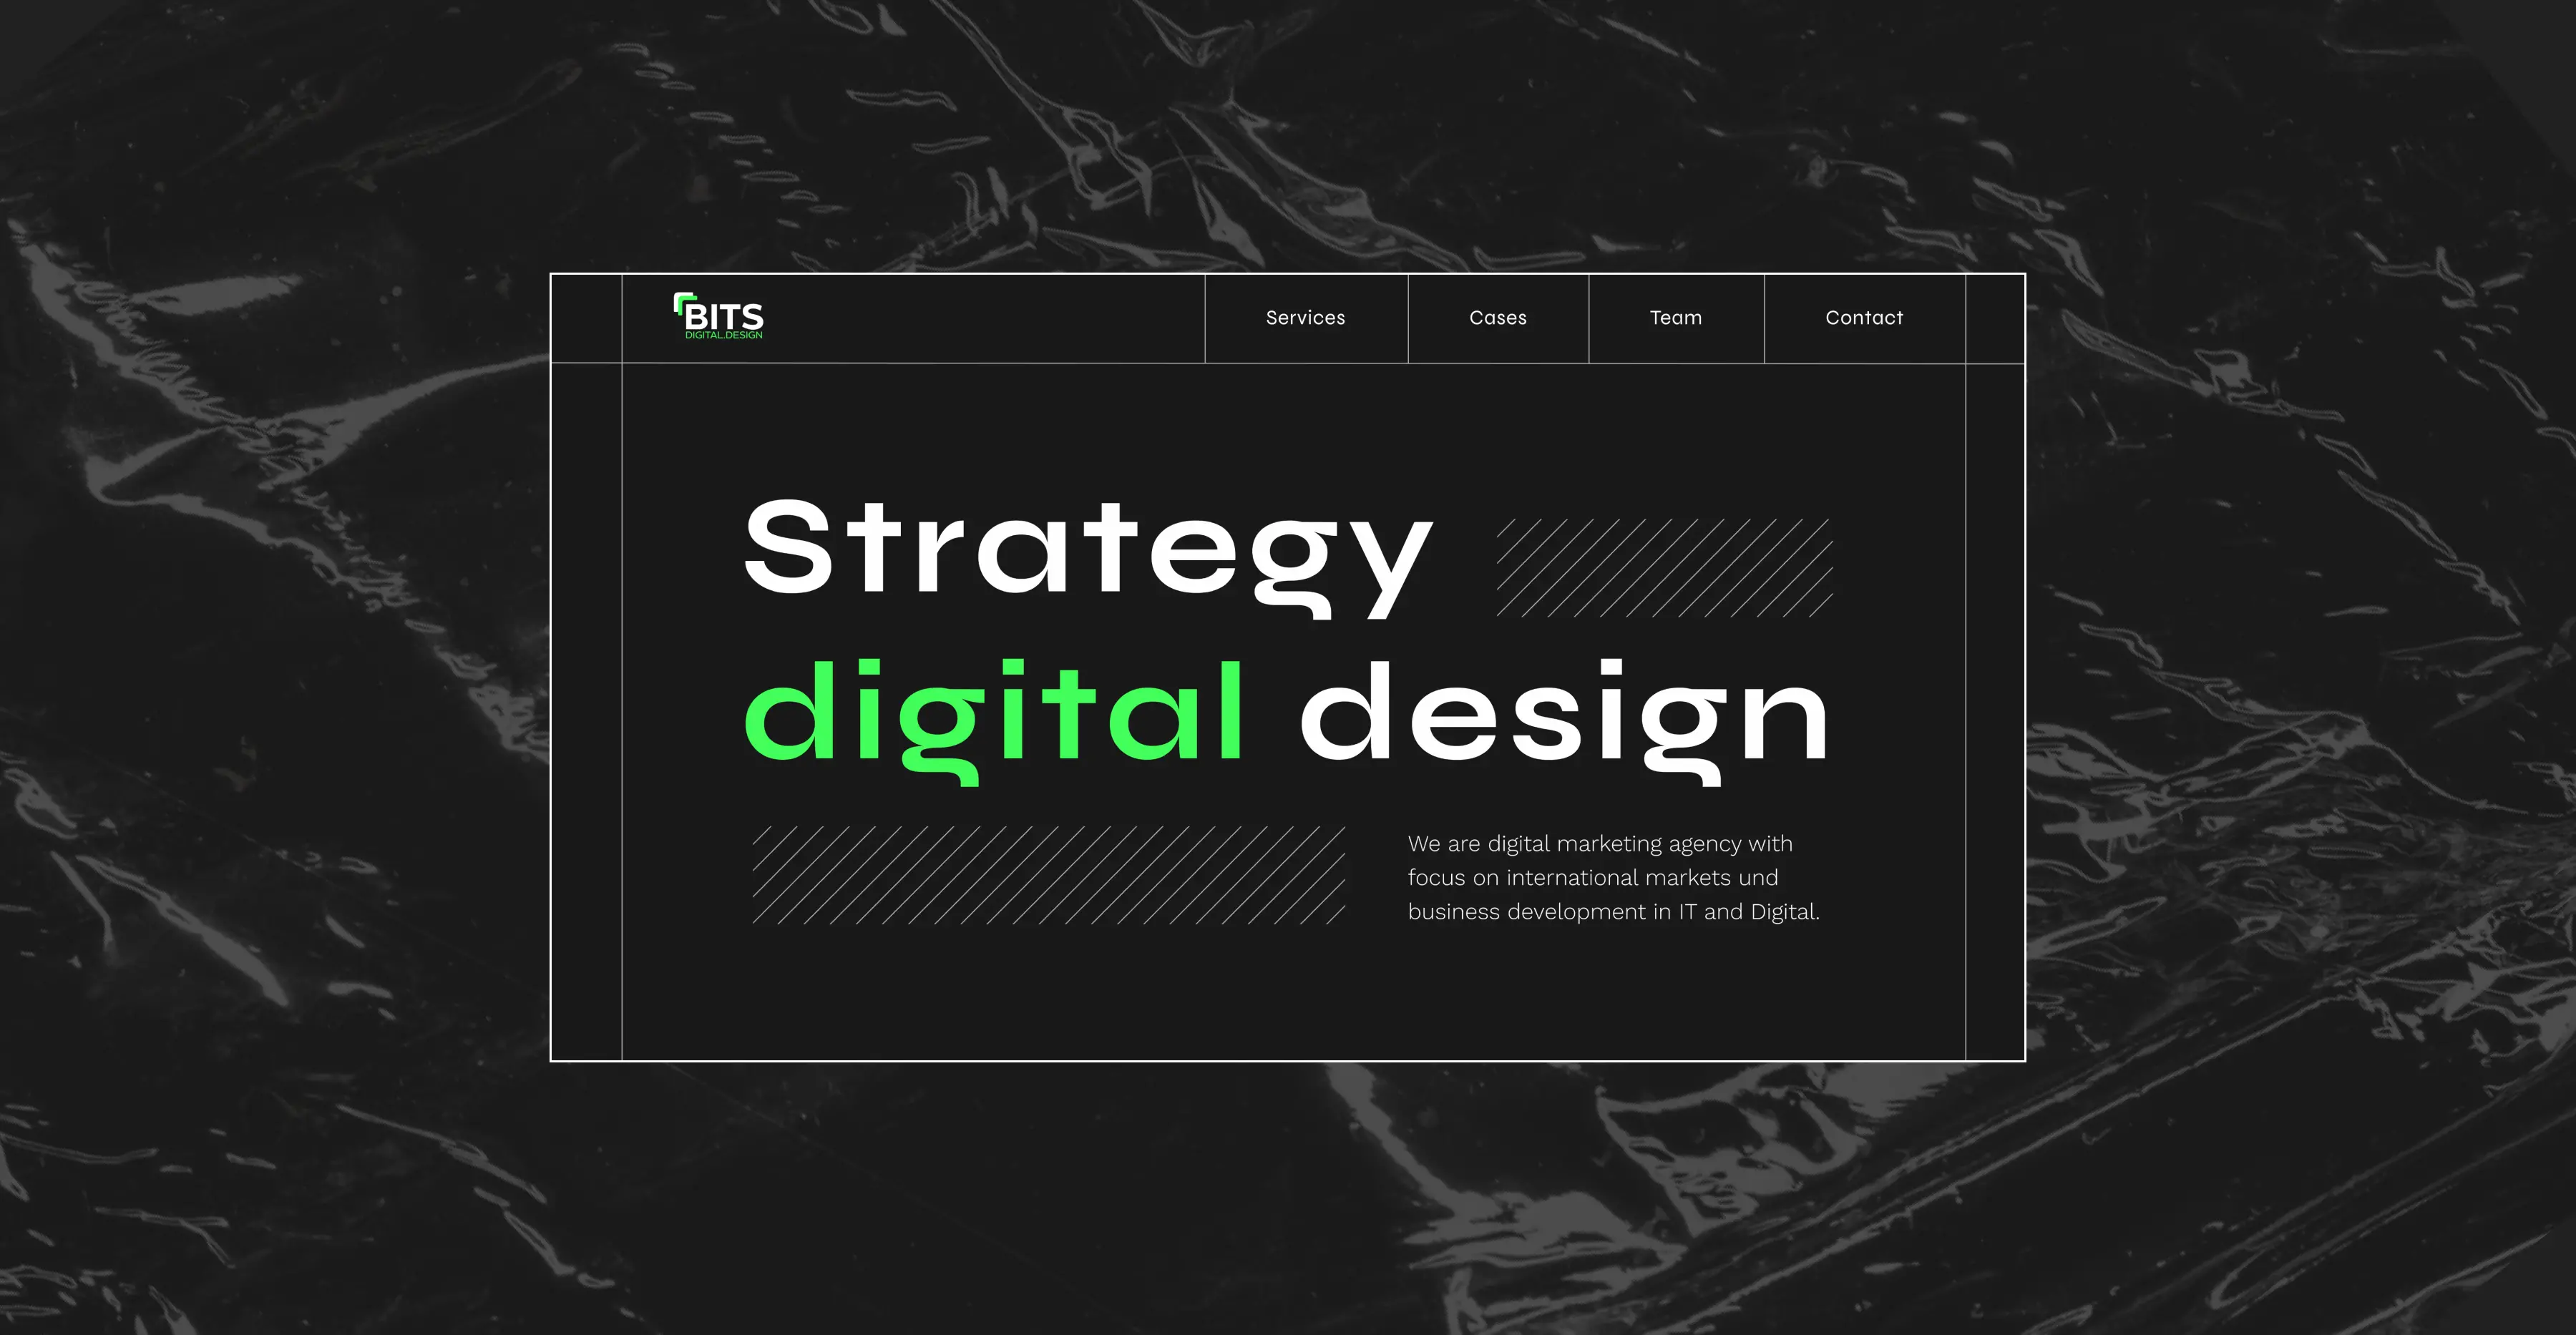 BITS
DIGITAL.DESIGN
Services
Cases
Team
Contact
Strategy
digital design
We are digital marketing agency with
focus on international markets und
business development in IT and Digital.